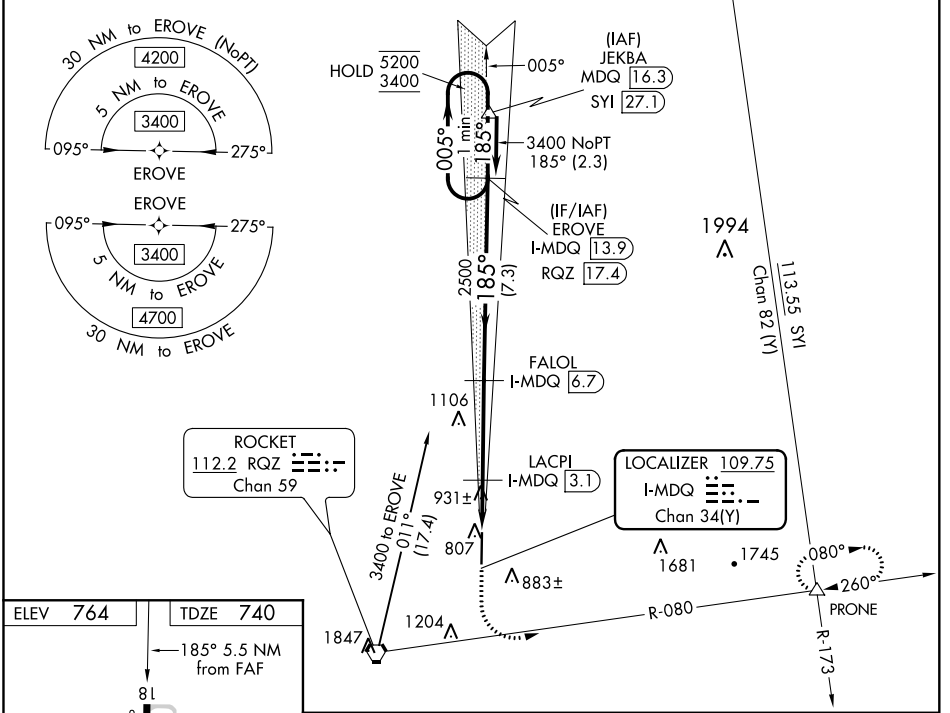 30 NM to EROVE (NoPT)
4200
5 NM to EROVE
3400
095°
275°
EROVE
EROVE
095°
275°
3400
5 NM to EROVE
4700
30 NM to EROVE
HOLD 5200
3400
005°
(IAF)
JEKBA
MDQ 16.3
SYI 27.1
005°
1 min
185°
3400 NoPT
185° (2.3)
(IF/IAF)
EROVE
I-MDQ 13.9
RQZ 17.4
1994
2500
185°
(7.3)
113.55 SYI
Chan 82 (Y)
FALOL
I-MDQ 6.7
1106
ROCKET
112.2 RQZ
Chan 59
LACPI
I-MDQ 3.1
931±
LOCALIZER 109.75
I-MDQ
Chan 34(Y)
3400 to EROVE
011°
(17.4)
807
883±
1681
1745
080°
260°
PRONE
R-080
R-173
1204
1847
ELEV 764
TDZE 740
185° 5.5 NM
from FAF
18